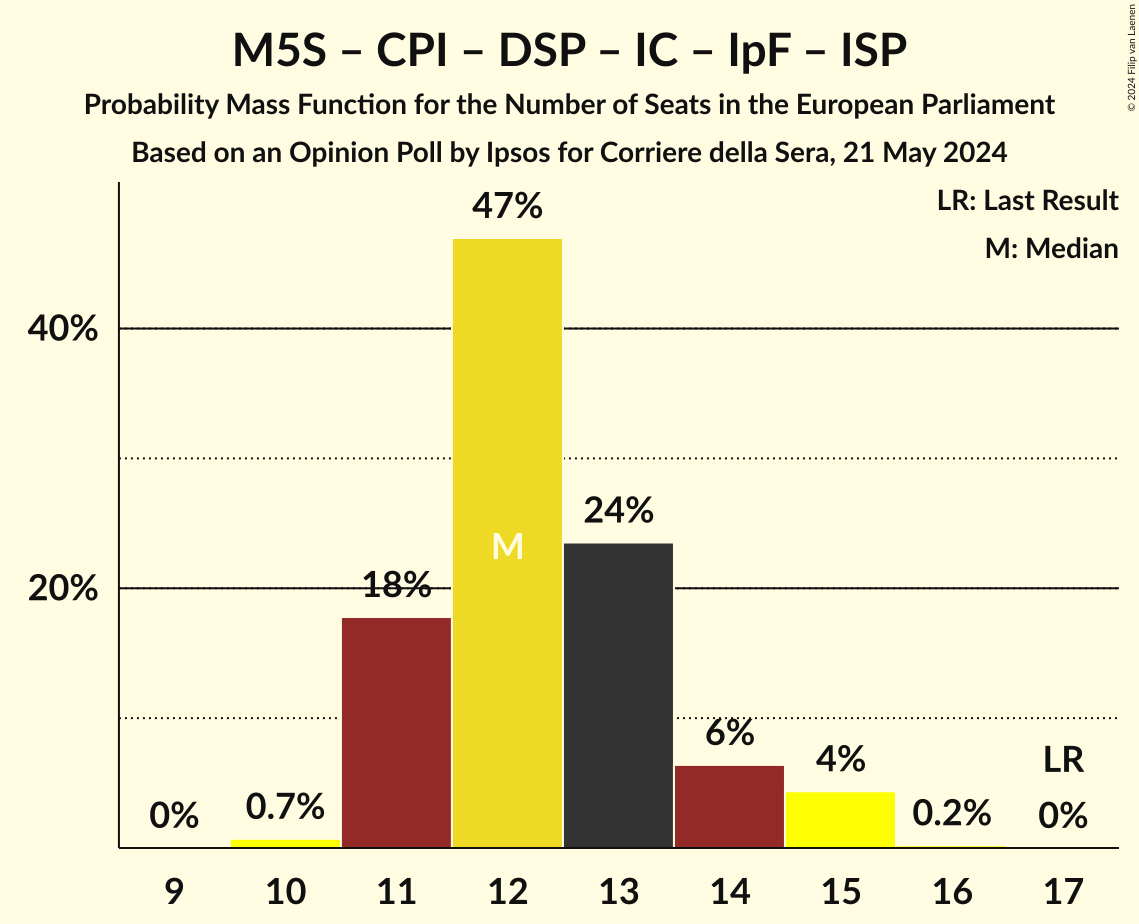 M5S – CPI – DSP – IC – IpF – ISP
Probability Mass Function for the Number of Seats in the European Parliament
Based on an Opinion Poll by Ipsos for Corriere della Sera, 21 May 2024
© 2024 Filip van Laenen
LR: Last Result
M: Median
47%
40%
24%
M
20%
18%
6%
4%
LR
0%
0.7%
0.2%
0%
9 10 11 12 13 14 15 16 17